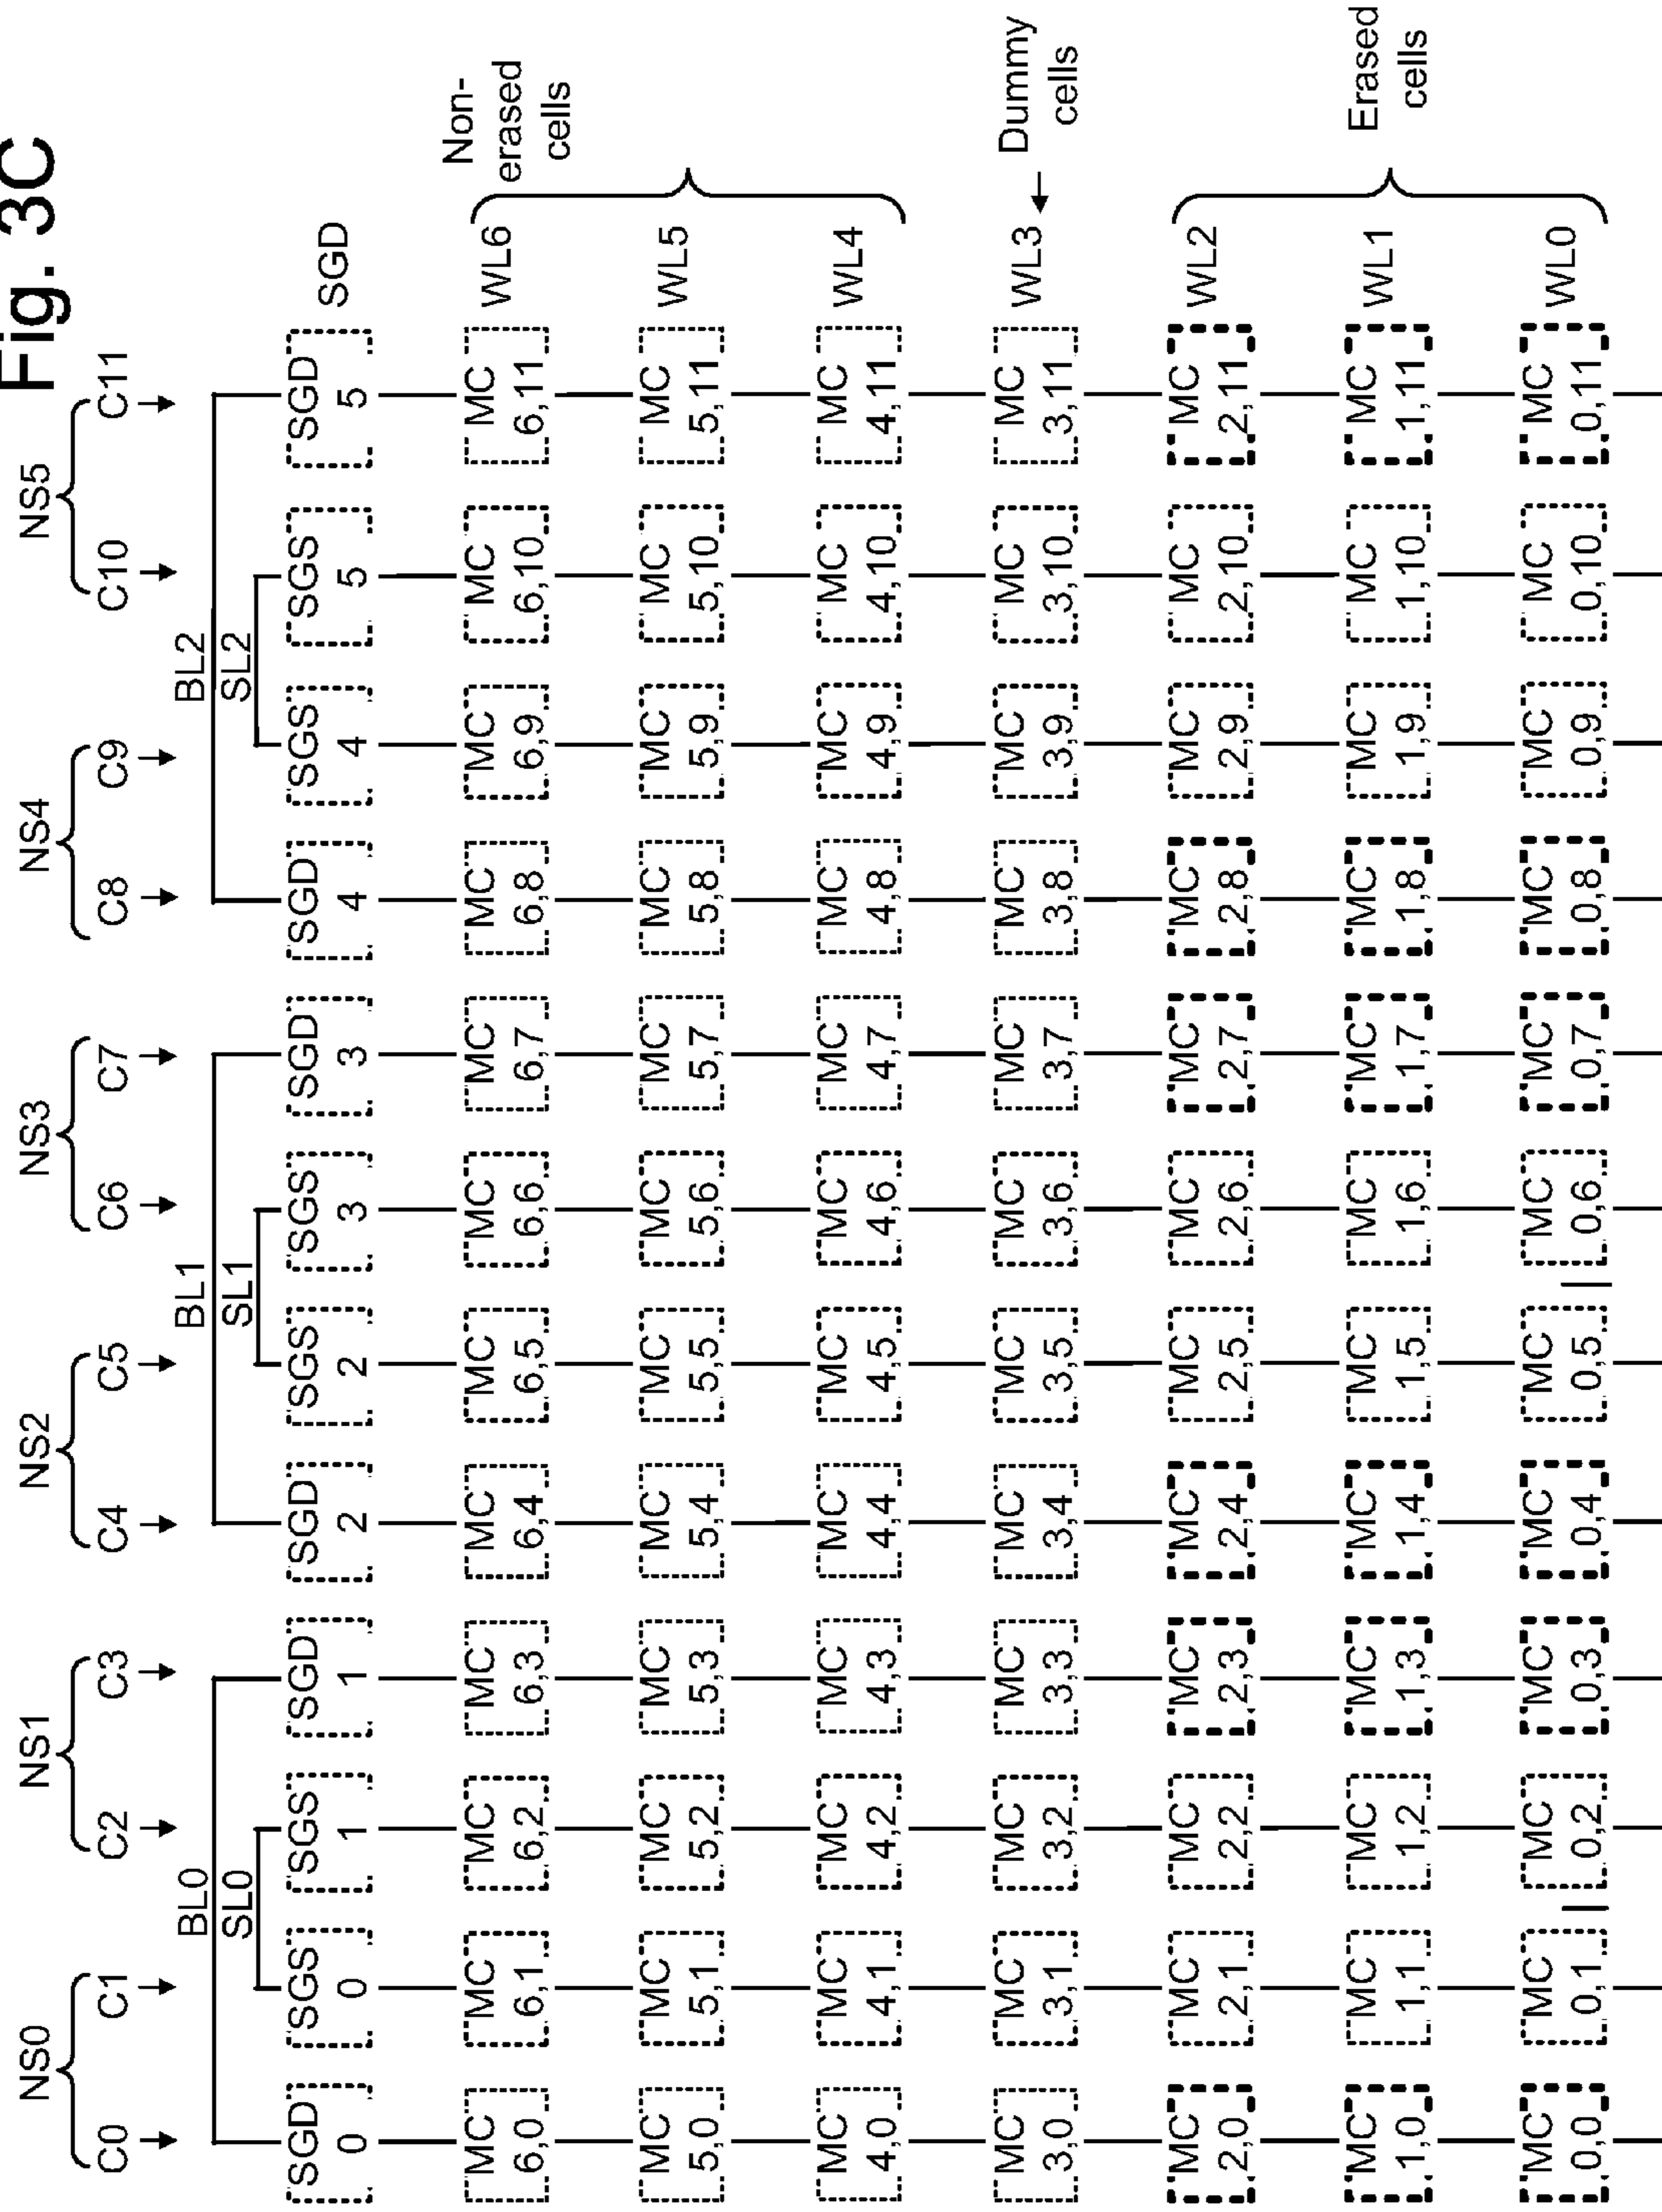 Fig. 3C
NS0 NS1 NS2 NS3 NS4 NS5
C0 C1 C2 C3 C4 C5 C6 C7 C8 C9 C10 C11
BL0 BL1 BL2
SL0 SL1 SL2
SGD SGS SGS SGD SGD SGS SGS SGD SGD SGS SGS SGD SGD
0 0 1 1 2 2 3 3 4 4 5 5
MC MC MC MC MC MC MC MC MC MC MC MC WL6
6,0 6,1 6,2 6,3 6,4 6,5 6,6 6,7 6,8 6,9 6,10 6,11
Non-
erased
cells
MC MC MC MC MC MC MC MC MC MC MC MC WL5
5,0 5,1 5,2 5,3 5,4 5,5 5,6 5,7 5,8 5,9 5,10 5,11
MC MC MC MC MC MC MC MC MC MC MC MC WL4
4,0 4,1 4,2 4,3 4,4 4,5 4,6 4,7 4,8 4,9 4,10 4,11
MC MC MC MC MC MC MC MC MC MC MC MC WL3
3,0 3,1 3,2 3,3 3,4 3,5 3,6 3,7 3,8 3,9 3,10 3,11
Dummy
cells
MC MC MC MC MC MC MC MC MC MC MC MC WL2
2,0 2,1 2,2 2,3 2,4 2,5 2,6 2,7 2,8 2,9 2,10 2,11
MC MC MC MC MC MC MC MC MC MC MC MC WL1
1,0 1,1 1,2 1,3 1,4 1,5 1,6 1,7 1,8 1,9 1,10 1,11
Erased
cells
MC MC MC MC MC MC MC MC MC MC MC MC WL0
0,0 0,1 0,2 0,3 0,4 0,5 0,6 0,7 0,8 0,9 0,10 0,11